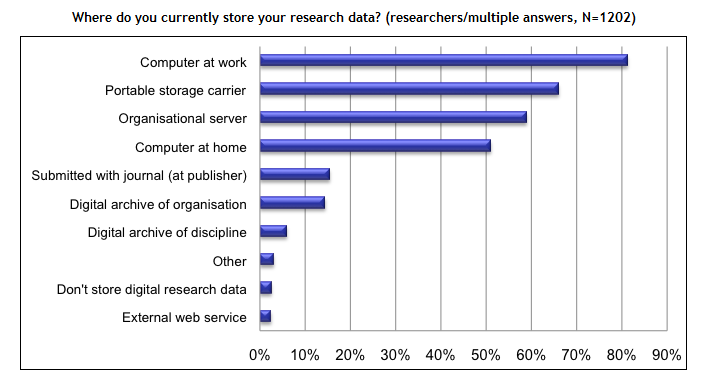 Where do you currently store your research data? (researchers/multiple answers, N=1202)
Computer at work
Portable storage carrier
Organisational server
Computer at home
Submitted with journal (at publisher)
Digital archive of organisation
Digital archive of discipline
Other
Don't store digital research data
External web service
0% 10% 20% 30% 40% 50% 60% 70% 80% 90%